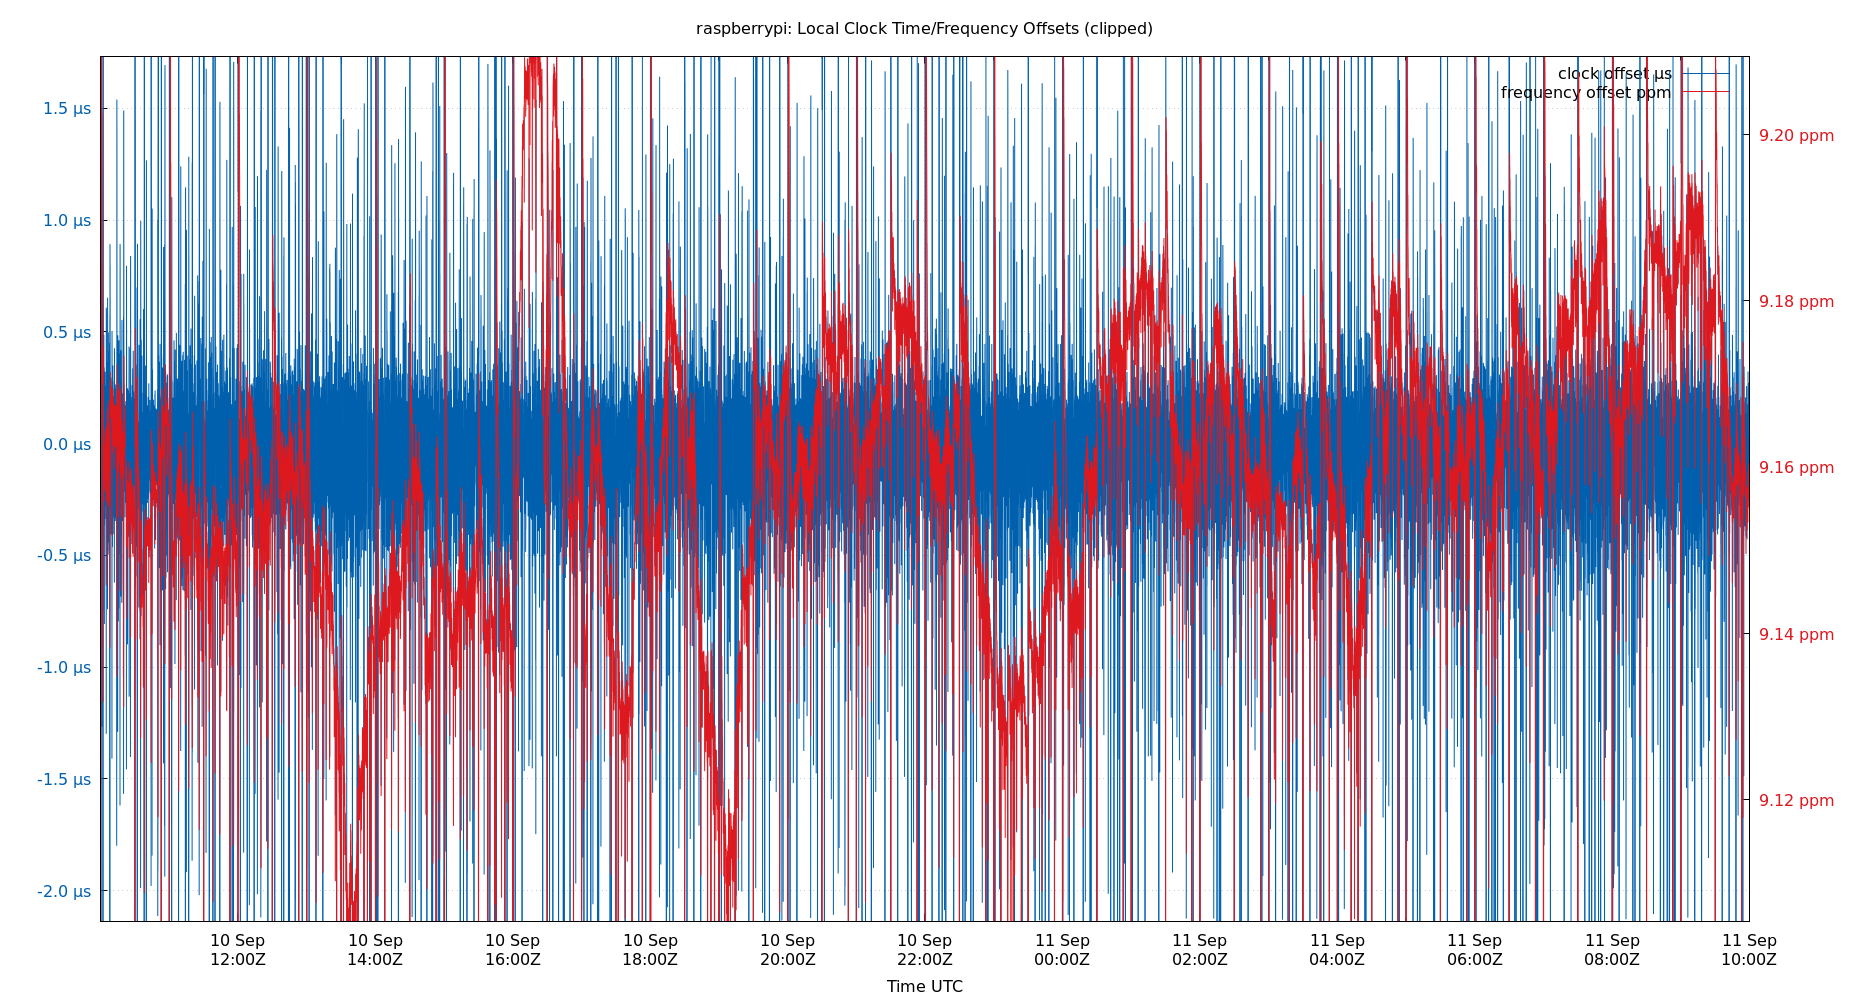 raspberrypi: Local Clock Time/Frequency Offsets (clipped)
clock offset µs
frequency offset ppm
1.5 µs
1.0 µs
0.5 µs
0.0 µs
-0.5 µs
-1.0 µs
-1.5 µs
-2.0 µs
9.20 ppm
9.18 ppm
9.16 ppm
9.14 ppm
9.12 ppm
10 Sep
12:00Z
10 Sep
14:00Z
10 Sep
16:00Z
10 Sep
18:00Z
10 Sep
20:00Z
10 Sep
22:00Z
11 Sep
00:00Z
11 Sep
02:00Z
11 Sep
04:00Z
11 Sep
06:00Z
11 Sep
08:00Z
11 Sep
10:00Z
Time UTC